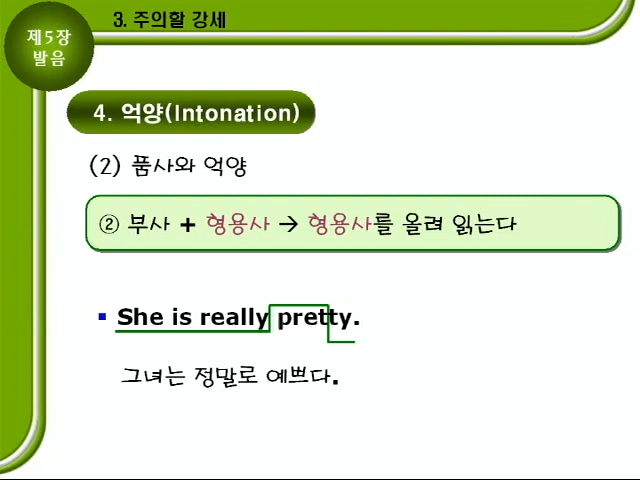 3. 주의할 강세
제5장
발음
4. 억양(Intonation)
(2) 품사와 억양
② 부사 + 형용사 → 형용사를 올려 읽는다
▪ She is really pretty.
그녀는 정말로 예쁘다.